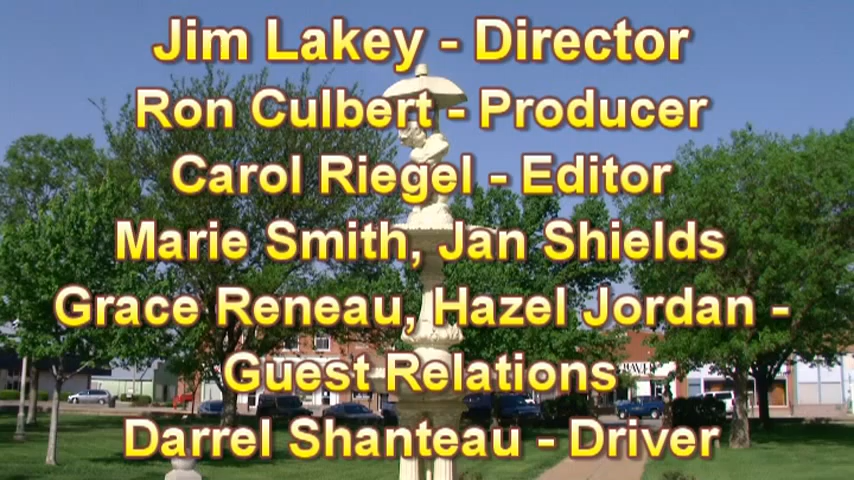 Jim Lakey - Director
Ron Culbert - Producer
Carol Riegel - Editor
Marie Smith, Jan Shields
Grace Reneau, Hazel Jordan -
Guest Relations
Darrel Shanteau - Driver